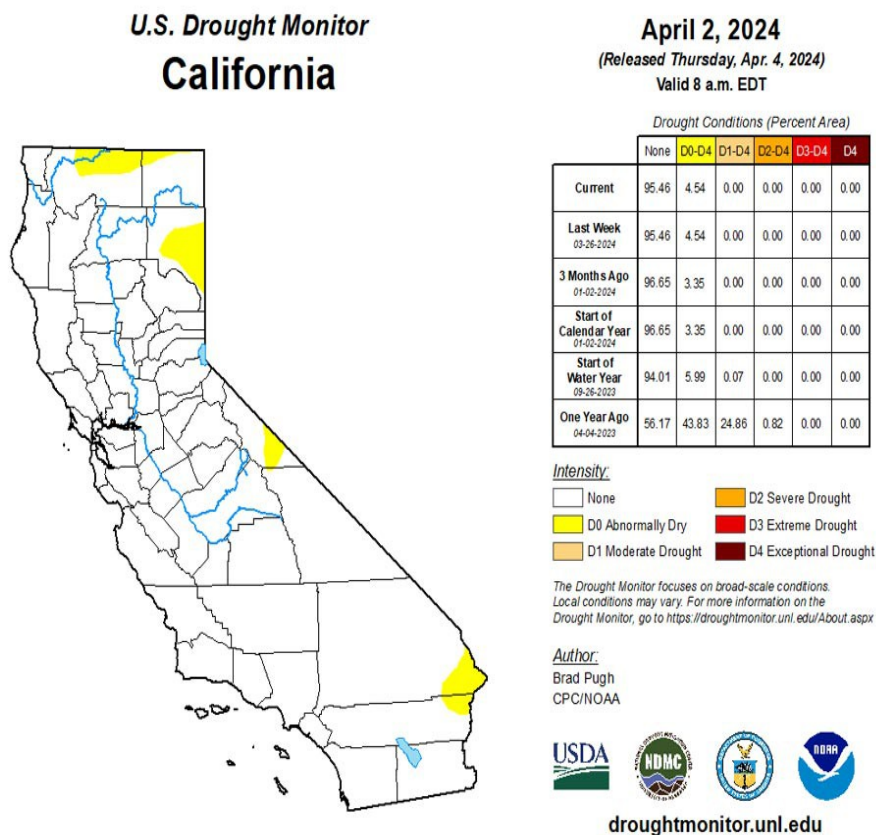 U.S. Drought Monitor
California
April 2, 2024
(Released Thursday, Apr. 4, 2024)
Valid 8 a.m. EDT
Drought Conditions (Percent Area)
None D0-D4 D1-D4 D2-D4 D3-D4 D4
Current 95.46 4.54 0.00 0.00 0.00 0.00
Last Week
03-26-2024 95.46 4.54 0.00 0.00 0.00 0.00
3 Months Ago
01-02-2024 96.65 3.35 0.00 0.00 0.00 0.00
Start of
Calendar Year
01-02-2024 96.65 3.35 0.00 0.00 0.00 0.00
Start of
Water Year
09-26-2023 94.01 5.99 0.07 0.00 0.00 0.00
One Year Ago
04-04-2023 56.17 43.83 24.86 0.82 0.00 0.00
Intensity:
None
D0 Abnormally Dry
D1 Moderate Drought
D2 Severe Drought
D3 Extreme Drought
D4 Exceptional Drought
The Drought Monitor focuses on broad-scale conditions.
Local conditions may vary. For more information on the
Drought Monitor, go to https://droughtmonitor.unl.edu/About.aspx
Author:
Brad Pugh
CPC/NOAA
USDA
NDMC
NOAA
droughtmonitor.unl.edu